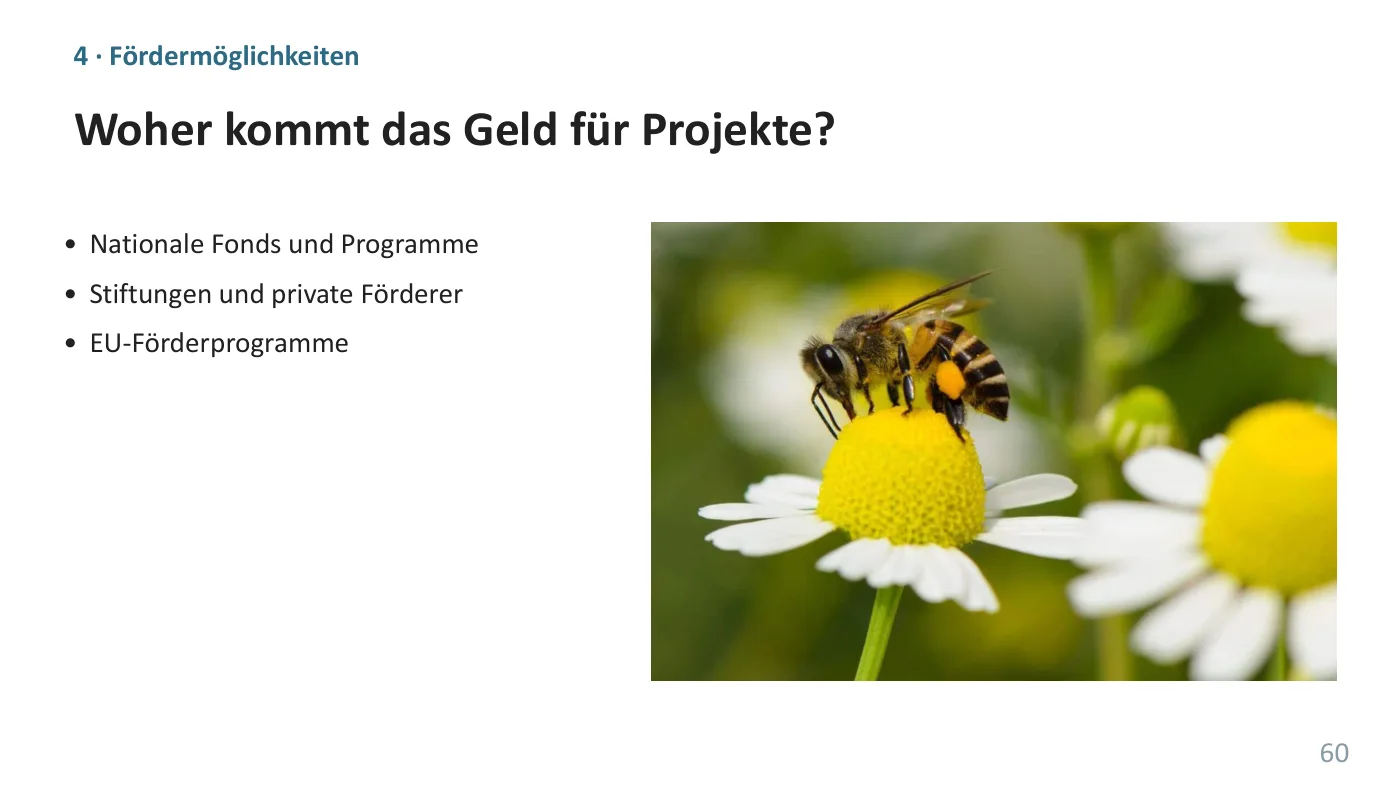 4 · Fördermöglichkeiten
Woher kommt das Geld für Projekte?
• Nationale Fonds und Programme
• Stiftungen und private Förderer
• EU-Förderprogramme
60